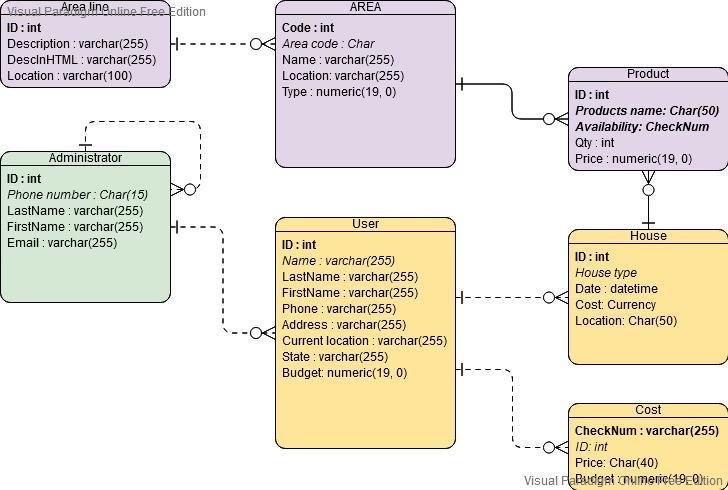 Area line
Visual Paradigm Online Free Edition
ID : int
Description : varchar(255)
DescInHTML : varchar(255)
Location : varchar(100)
AREA
Code : int
Area code : Char
Name : varchar(255)
Location: varchar(255)
Type : numeric(19, 0)
Product
ID : int
Products name: Char(50)
Availability: CheckNum
Qty : int
Price : numeric(19, 0)
Administrator
ID : int
Phone number : Char(15)
LastName : varchar(255)
FirstName : varchar(255)
Email : varchar(255)
User
ID : int
Name : varchar(255)
LastName : varchar(255)
FirstName : varchar(255)
Phone : varchar(255)
Address : varchar(255)
Current location : varchar(255)
State : varchar(255)
Budget: numeric(19, 0)
House
ID : int
House type
Date : datetime
Cost: Currency
Location: Char(50)
Cost
CheckNum : varchar(255)
ID: int
Price: Char(40)
Budget : numeric(19, 0)
Visual Paradigm Online Free Edition